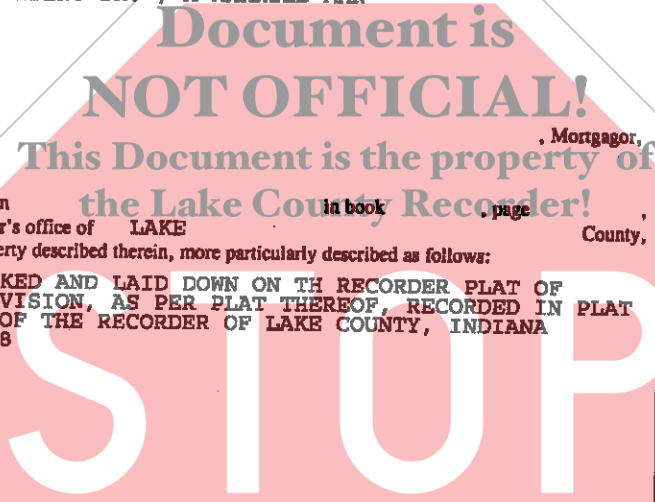 Document is
NOT OFFICIAL!
, Mortgagor,
This Document is the property of
the Lake County Recorder!
n in book , page ,
r's office of LAKE County,
erty described therein, more particularly described as follows:
KED AND LAID DOWN ON TH RECORDER PLAT OF
VISION, AS PER PLAT THEREOF, RECORDED IN PLAT
OF THE RECORDER OF LAKE COUNTY, INDIANA
8
STOP